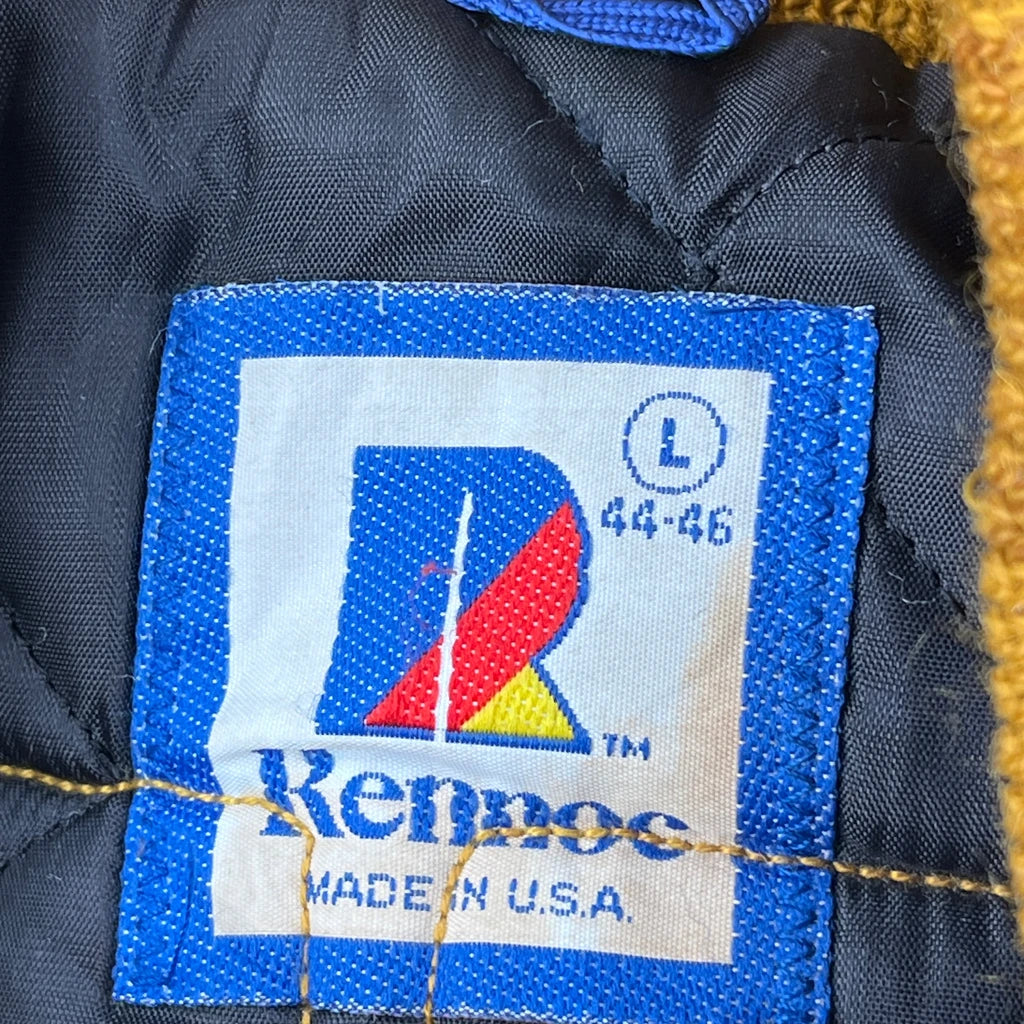 L
44-46
R
TM
Rennoc
MADE IN U.S.A.